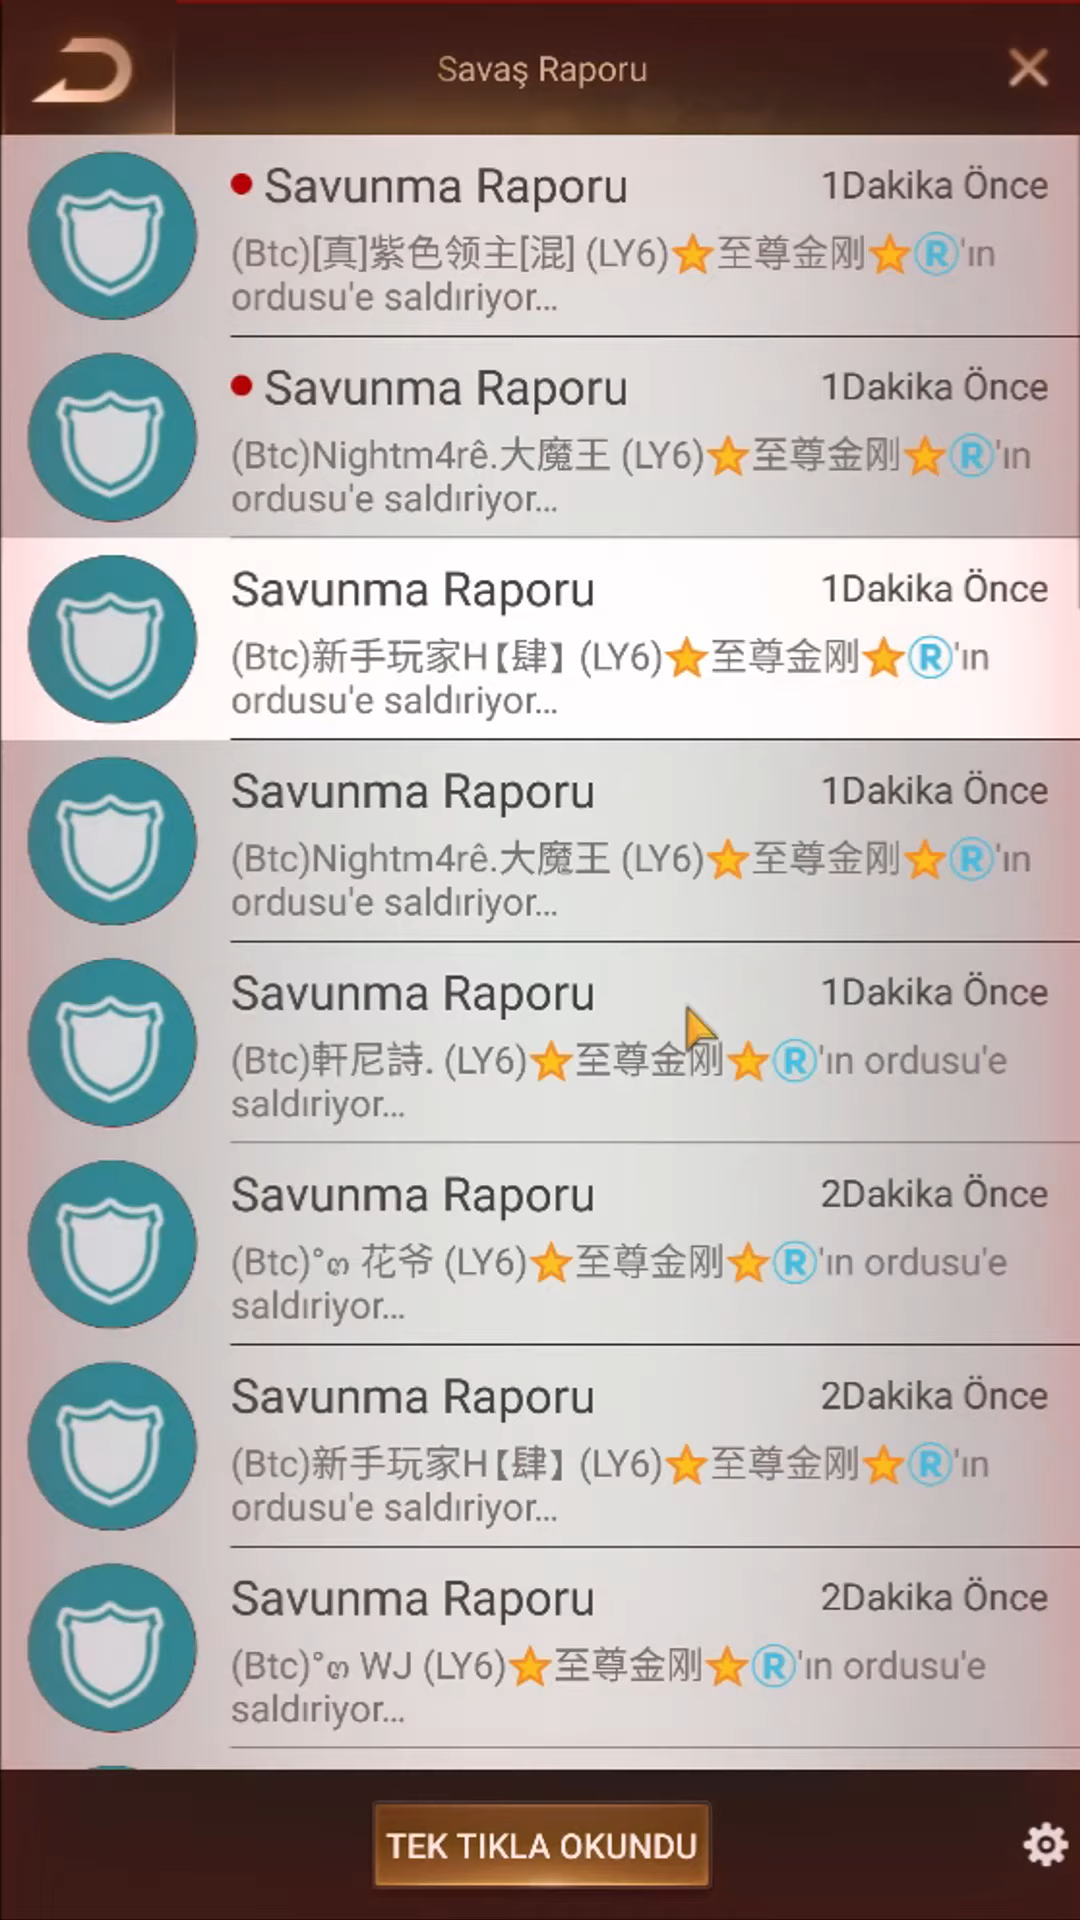 Savaş Raporu
Savunma Raporu
1Dakika Önce
(Btc)[真]紫色领主[混] (LY6)⭐至尊金刚⭐®'ın
ordusu'e saldırıyor...
Savunma Raporu
1Dakika Önce
(Btc)Nightm4rê.大魔王 (LY6)⭐至尊金刚⭐®'ın
ordusu'e saldırıyor...
Savunma Raporu
1Dakika Önce
(Btc)新手玩家H【肆】 (LY6)⭐至尊金刚⭐®'ın
ordusu'e saldırıyor...
Savunma Raporu
1Dakika Önce
(Btc)Nightm4rê.大魔王 (LY6)⭐至尊金刚⭐®'ın
ordusu'e saldırıyor...
Savunma Raporu
1Dakika Önce
(Btc)軒尼詩. (LY6)⭐至尊金刚⭐®'ın ordusu'e
saldırıyor...
Savunma Raporu
2Dakika Önce
(Btc)°ണ 花爷 (LY6)⭐至尊金刚⭐®'ın ordusu'e
saldırıyor...
Savunma Raporu
2Dakika Önce
(Btc)新手玩家H【肆】 (LY6)⭐至尊金刚⭐®'ın
ordusu'e saldırıyor...
Savunma Raporu
2Dakika Önce
(Btc)°ണ WJ (LY6)⭐至尊金刚⭐®'ın ordusu'e
saldırıyor...
TEK TIKLA OKUNDU